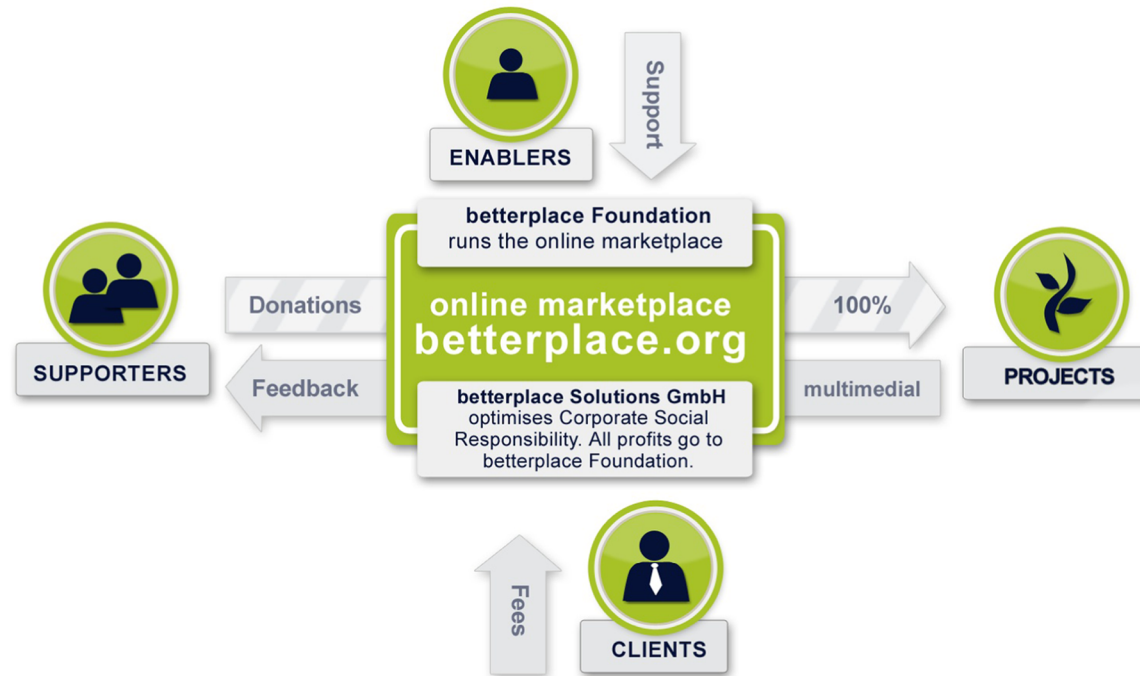 Support
ENABLERS
betterplace Foundation
runs the online marketplace
Donations
online marketplace
betterplace.org
100%
SUPPORTERS
Feedback
multimedial
PROJECTS
betterplace Solutions GmbH
optimises Corporate Social
Responsibility. All profits go to
betterplace Foundation.
Fees
CLIENTS